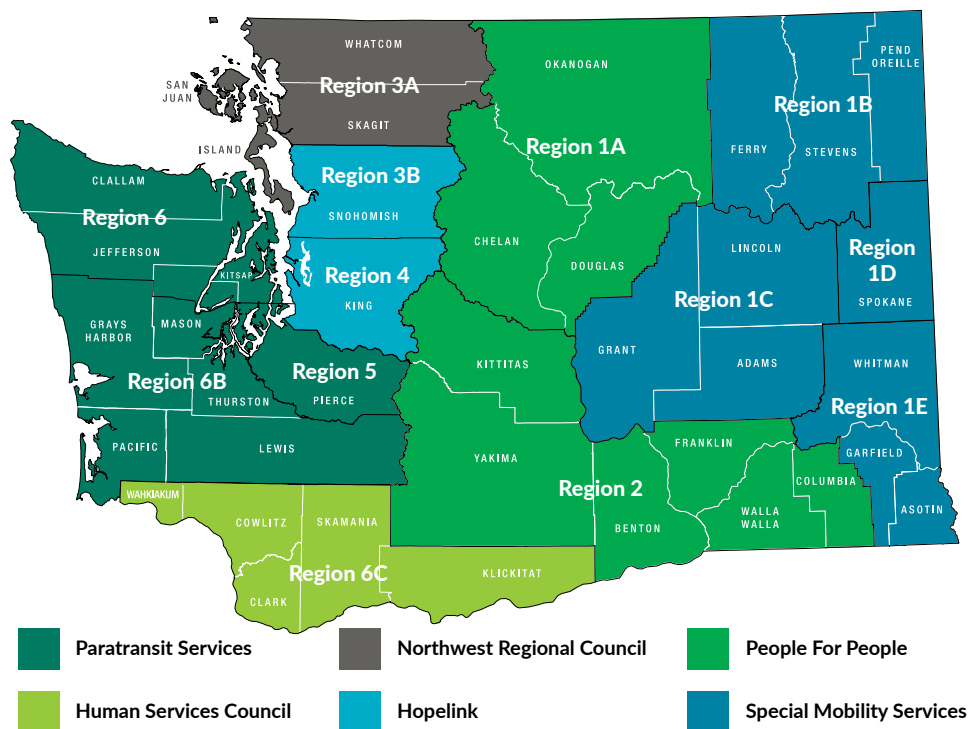 WHATCOM
PEND
OREILLE
OKANOGAN
SAN
JUAN
Region 3A
Region 1B
SKAGIT
Region 1A
ISLAND
FERRY
STEVENS
Region 3B
CLALLAM
Region 6
SNOHOMISH
CHELAN
LINCOLN
JEFFERSON
Region
1D
DOUGLAS
KITSAP
Region 4
Region 1C
SPOKANE
KING
GRAYS
HARBOR
MASON
GRANT
ADAMS
WHITMAN
KITTITAS
Region 5
Region 6B
PIERCE
THURSTON
Region 1E
PACIFIC
LEWIS
FRANKLIN
GARFIELD
YAKIMA
COLUMBIA
Region 2
WAHKIAKUM
COWLITZ
SKAMANIA
WALLA
WALLA
ASOTIN
BENTON
Region 6C
KLICKITAT
CLARK
Paratransit Services
Northwest Regional Council
People For People
Human Services Council
Hopelink
Special Mobility Services